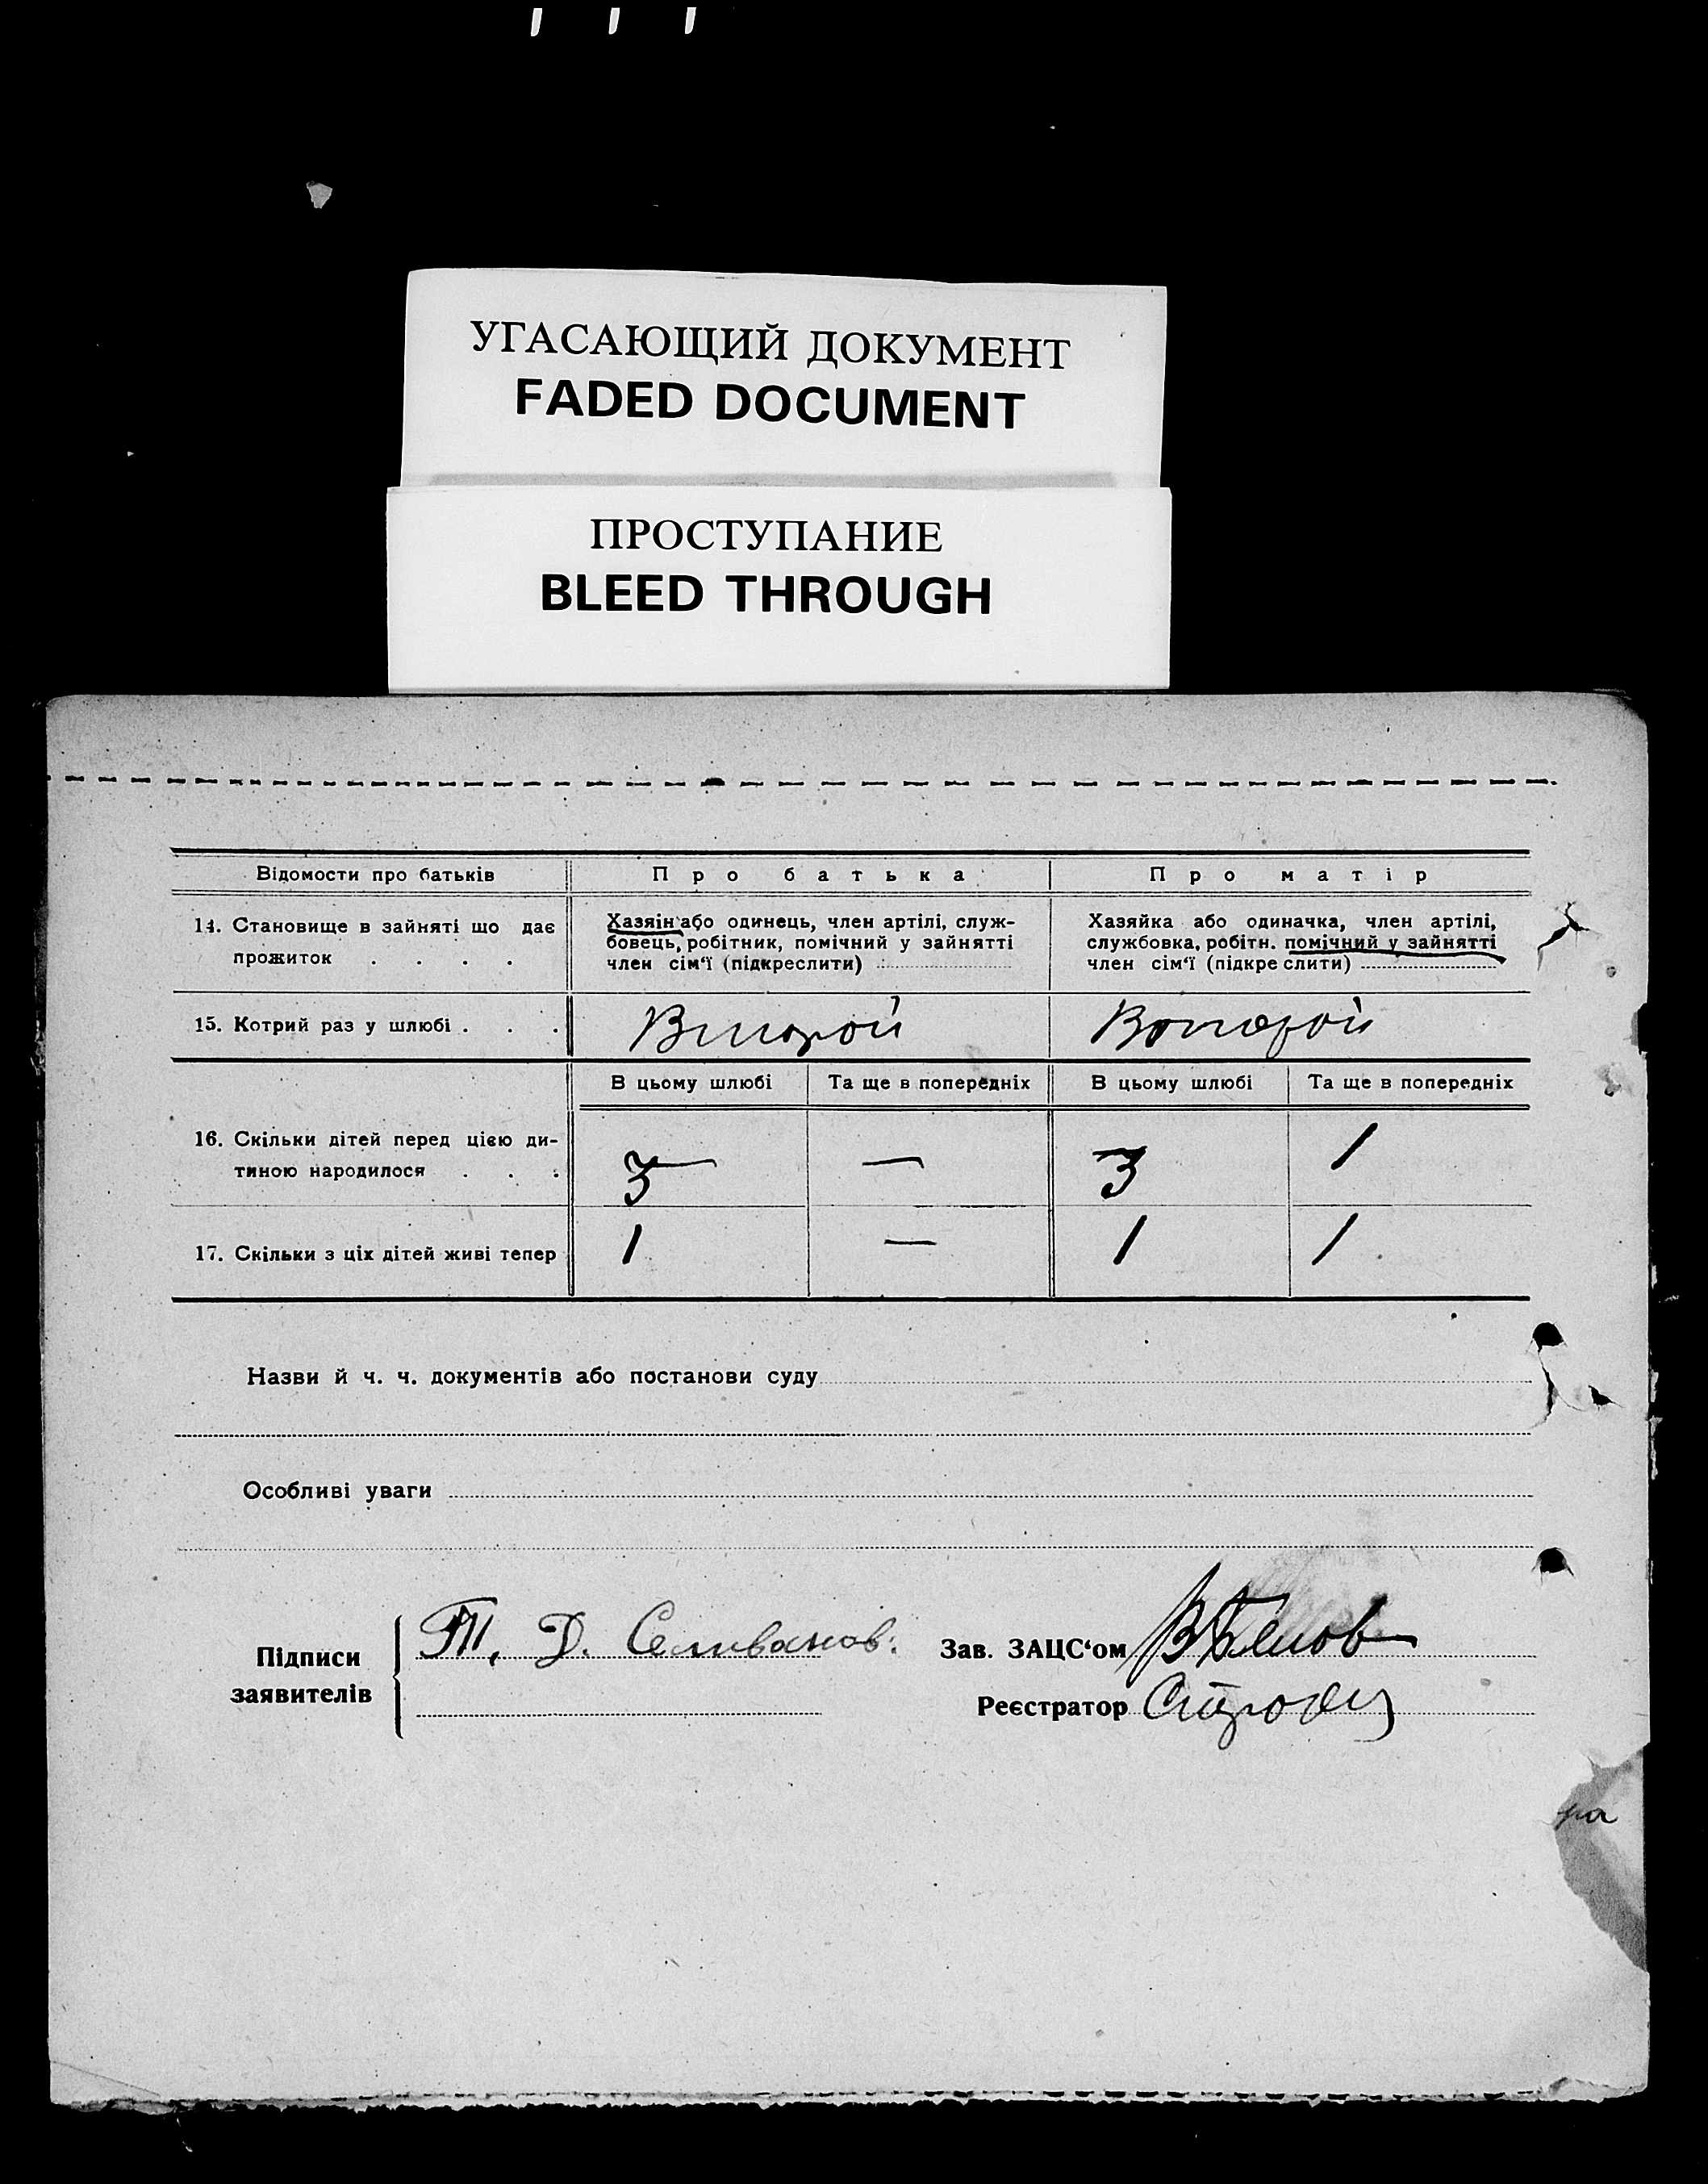 УГАСАЮЩИЙ ДОКУМЕНТ
FADED DOCUMENT
ПРОСТУПАНИЕ
BLEED THROUGH
Відомости про батьків
Про батька
Про матір
14. Становище в зайняті що дає
прожиток . . . .
Хазяїн або одинець, член артілі, служ-
бовець, робітник, помічний у зайнятті
член сім‘ї (підкреслити)
Хазяйка або одиначка, член артілі,
службовка, робітн. помічний у зайнятті
член сім‘ї (підкреслити)
15. Котрий раз у шлюбі . . .
Второй
Вопорой
В цьому шлюбі
Та ще в попередніх
В цьому шлюбі
Та ще в попередніх
16. Скільки дітей перед цією ди-
тиною народилося . . .
3
—
3
1
17. Скільки з ціх дітей живі тепер
1
—
1
1
Назви й ч. ч. документів або постанови суду
Особливі уваги
Підписи
заявителів
Т. Д. Селиванов.
Зав. ЗАЦС‘ом
Реєстратор
ра